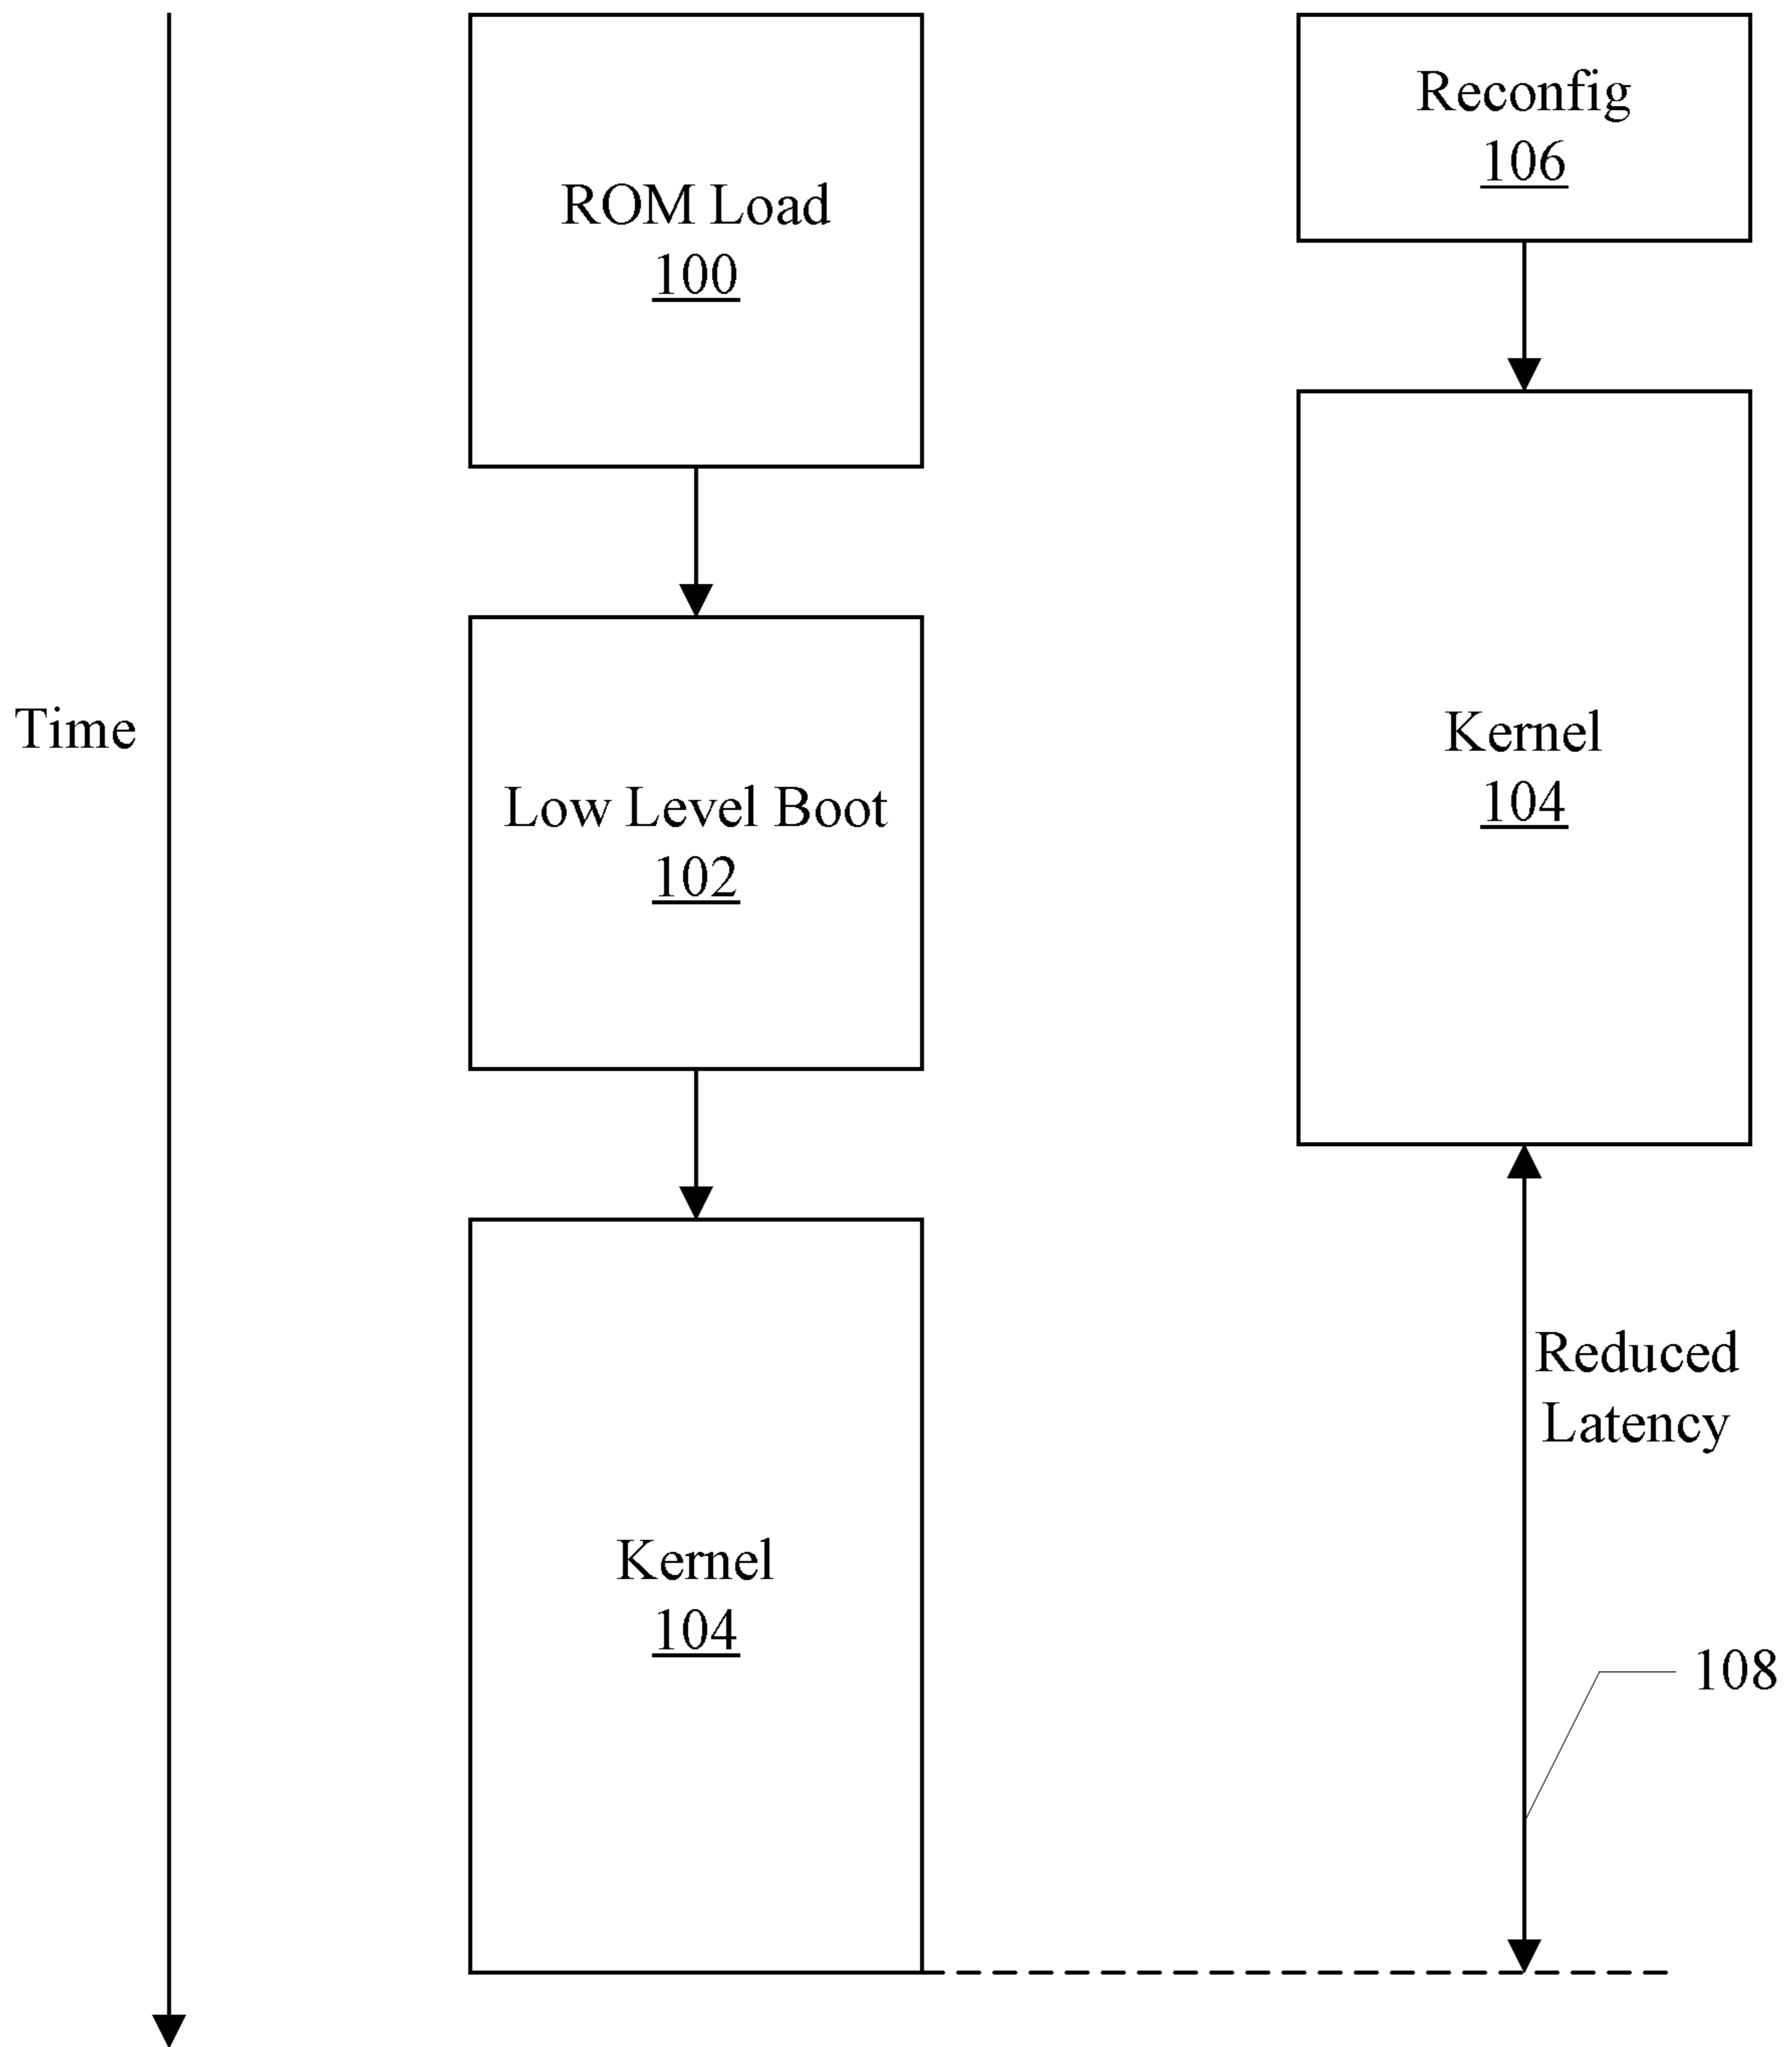 Time
ROM Load
100
Low Level Boot
102
Kernel
104
Reconfig
106
Kernel
104
Reduced
Latency
108